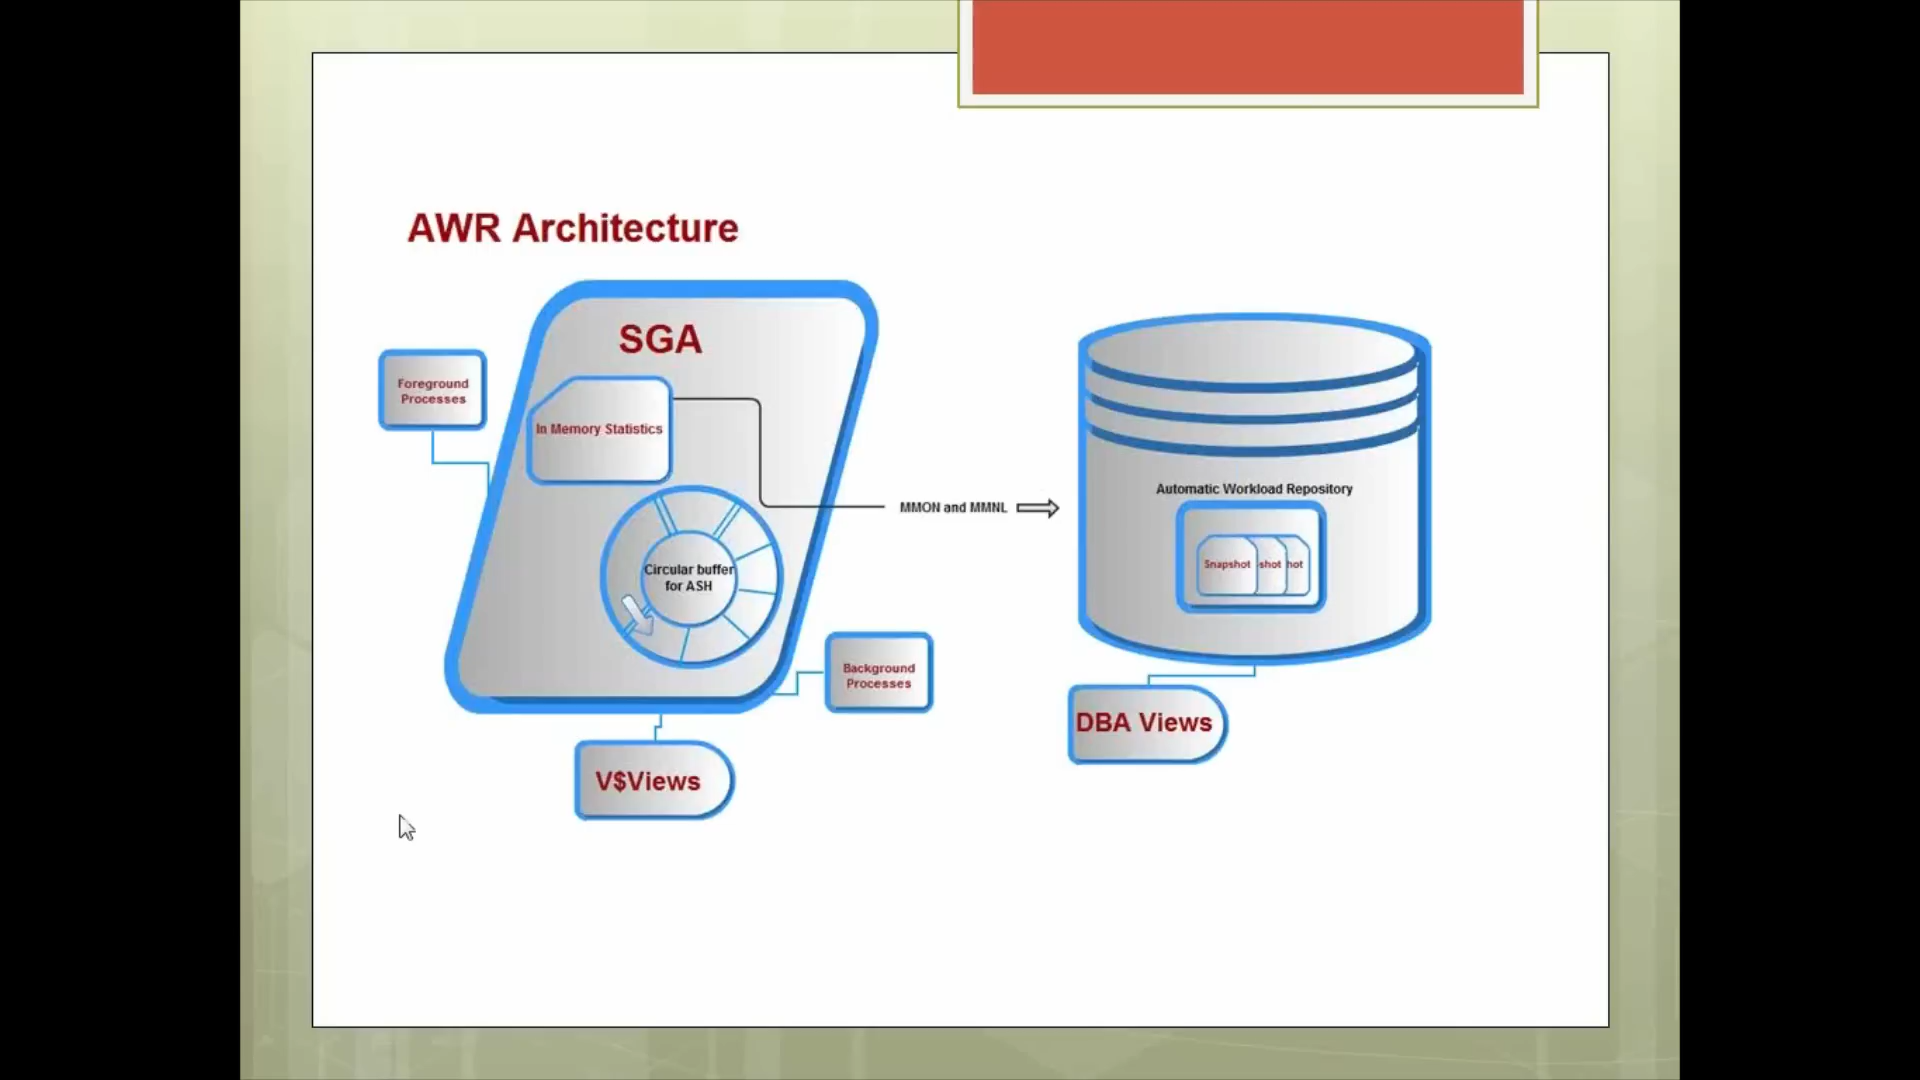 AWR Architecture
SGA
Foreground
Processes
In Memory Statistics
MMON and MMNL
Circular buffer
for ASH
Background
Processes
V$Views
Automatic Workload Repository
Snapshot shot hot
DBA Views